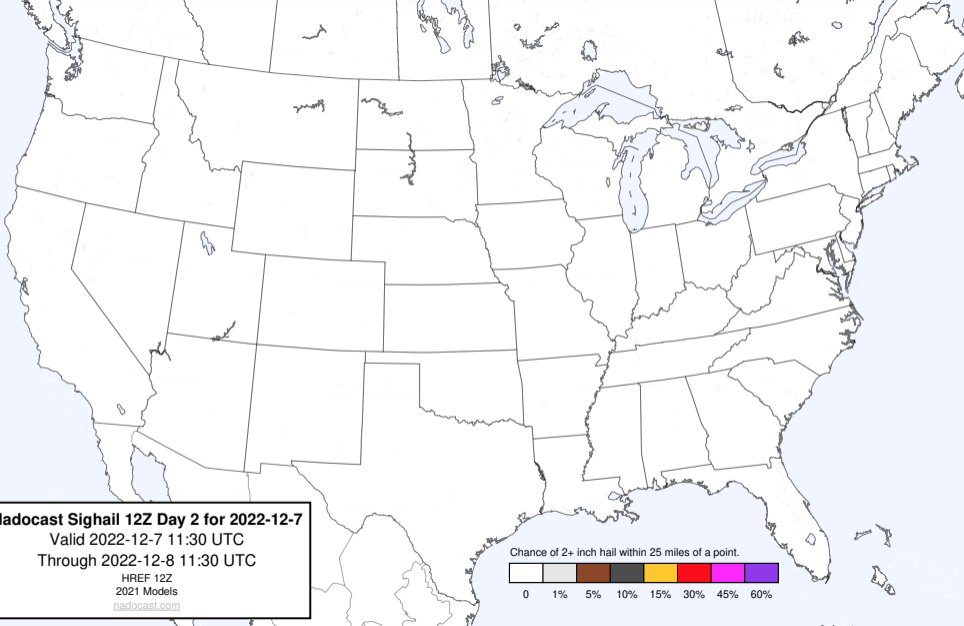 adocast Sighail 12Z Day 2 for 2022-12-7
Valid 2022-12-7 11:30 UTC
Through 2022-12-8 11:30 UTC
HREF 12Z
2021 Models
nadocast.com
Chance of 2+ inch hail within 25 miles of a point.
0 1% 5% 10% 15% 30% 45% 60%